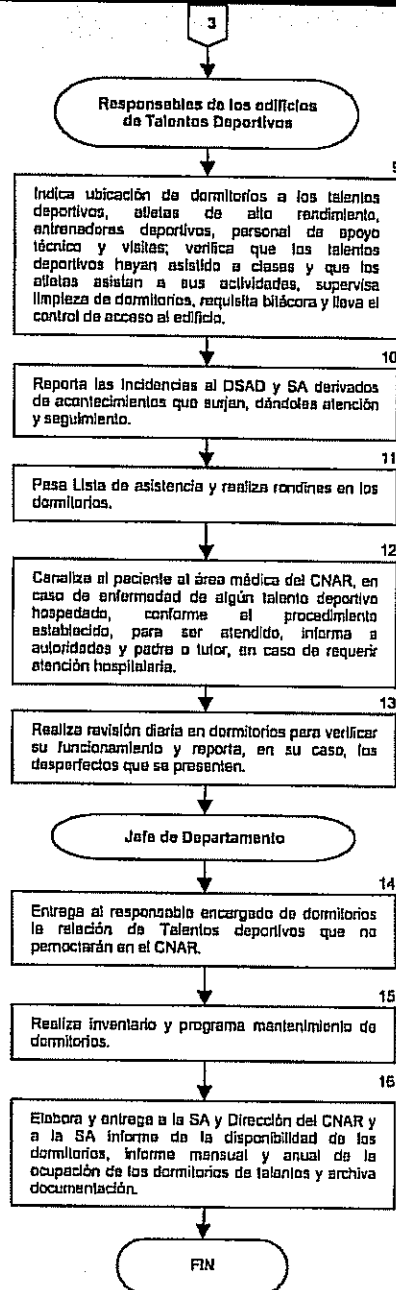 3
Responsables de los edificios
de Talentos Deportivos
9
Indica ubicación de dormitorios a los talentos
deportivos, atletas de alto rendimiento,
entrenadores deportivos, personal de apoyo
técnico y visitas; verifica que los talentos
deportivos hayan asistido a clases y que los
atletas asistan a sus actividades, supervisa
limpieza de dormitorios, requisita bitácora y lleva el
control de acceso al edificio.
10
Reporta las Incidencias al DSAD y SA derivados
de acontecimientos que surjan, dándoles atención
y seguimiento.
11
Pasa Lista de asistencia y realiza rondines en los
dormitorios.
12
Canaliza al paciente al área médica del CNAR, en
caso de enfermedad de algún talento deportivo
hospedado, conforme al procedimiento
establecido, para ser atendido, informa a
autoridades y padre o tutor, en caso de requerir
atención hospitalaria.
13
Realiza revisión diaria en dormitorios para verificar
su funcionamiento y reporta, en su caso, los
desperfectos que se presenten.
Jefe de Departamento
14
Entrega al responsable encargado de dormitorios
la relación de Talentos deportivos que no
pernoctarán en el CNAR.
15
Realiza inventario y programa mantenimiento de
dormitorios.
16
Elabora y entrega a la SA y Dirección del CNAR y
a la SA informe de la disponibilidad de los
dormitorios, informe mensual y anual de la
ocupación de los dormitorios de talentos y archiva
documentación.
FIN